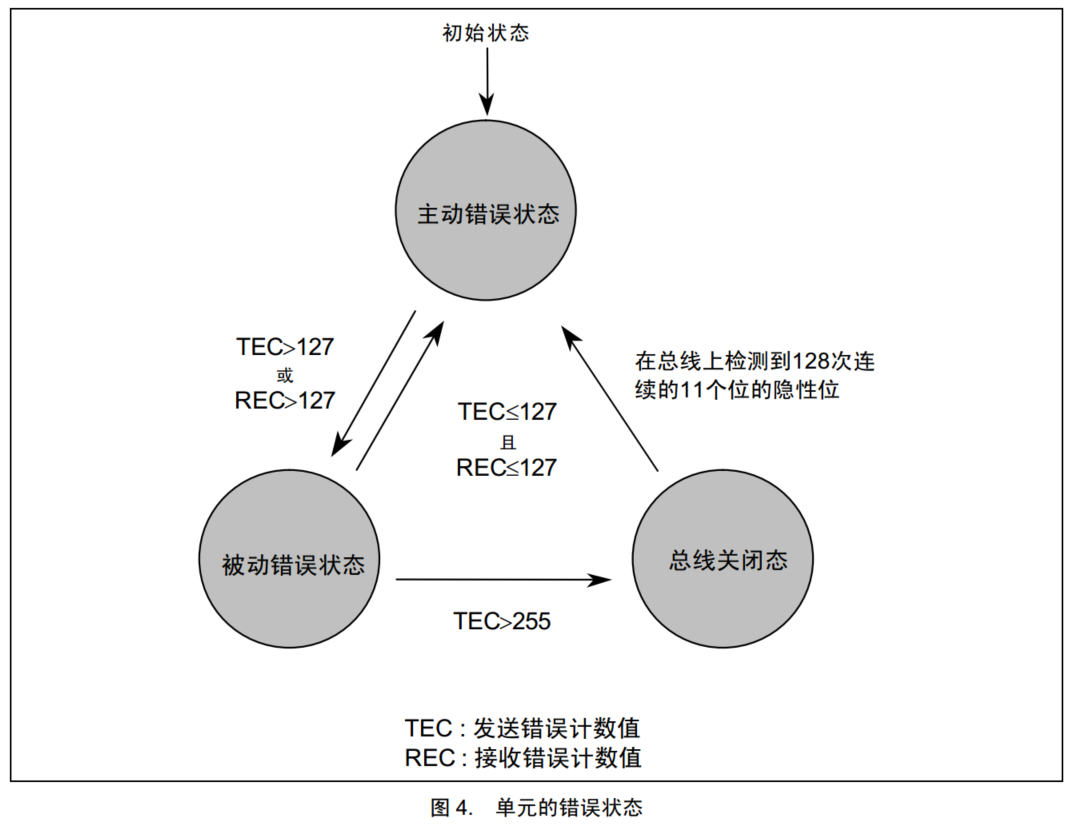 初始状态
主动错误状态
TEC>127
或
REC>127
TEC≤127
且
REC≤127
在总线上检测到128次连
续的11个位的隐性位
被动错误状态
总线关闭态
TEC>255
TEC : 发送错误计数值
REC : 接收错误计数值
图 4. 单元的错误状态